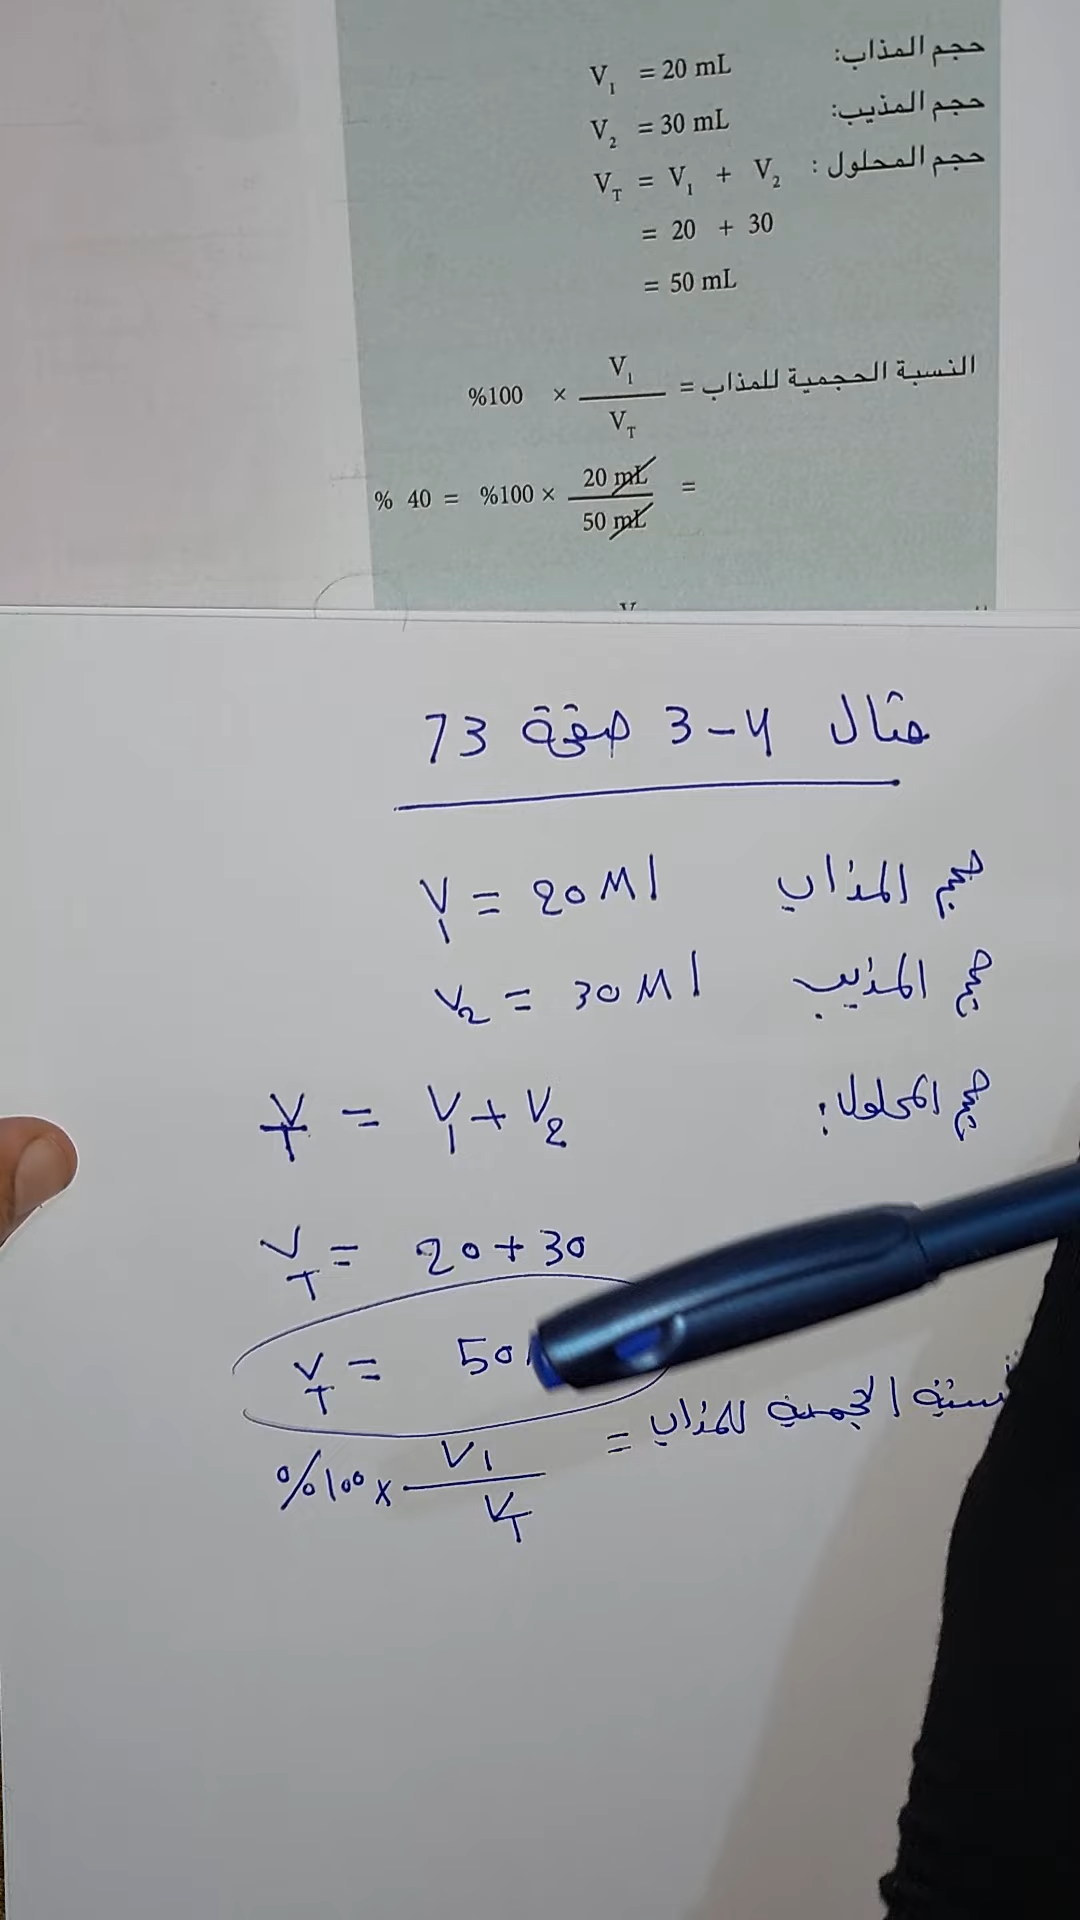 حجم المذاب: V₁ = 20 mL
حجم المذيب: V₂ = 30 mL
حجم المحلول : V_T = V₁ + V₂
= 20 + 30
= 50 mL
النسبة الحجمية للمذاب = V₁ / V_T × %100
= 20 mL / 50 mL × %100 = 40 %
مثال 4-3 صفحة 73
حجم المذاب V₁ = 20 Ml
حجم المذيب V₂ = 30 Ml
حجم المحلول: V_T = V₁ + V₂
V_T = 20 + 30
V_T = 50
الحجمية للمذاب = V₁ / V_T × %100